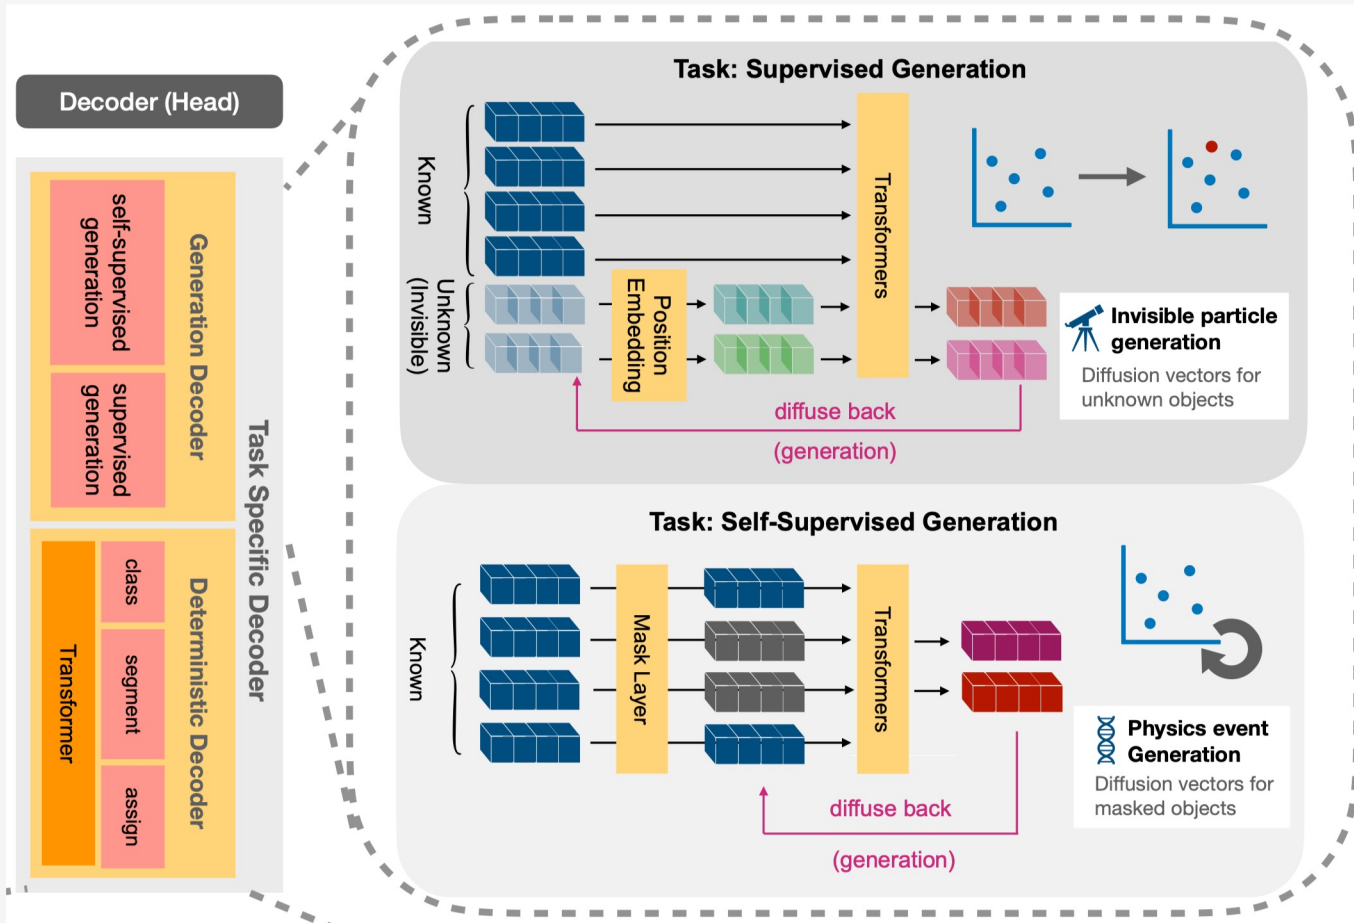 Decoder (Head)
self-supervised
generation
supervised
generation
Generation Decoder
Transformer
class
segment
assign
Deterministic Decoder
Task Specific Decoder
Task: Supervised Generation
Known
Unknown
(Invisible)
Position
Embedding
Transformers
diffuse back
(generation)
Invisible particle
generation
Diffusion vectors for
unknown objects
Task: Self-Supervised Generation
Known
Mask Layer
Transformers
diffuse back
(generation)
Physics event
Generation
Diffusion vectors for
masked objects